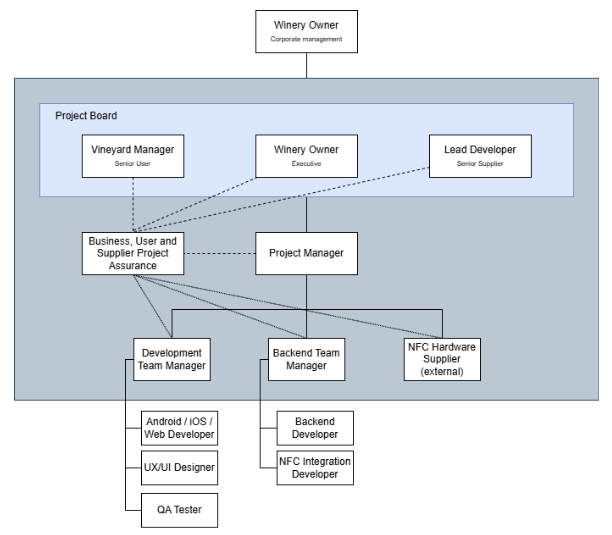 Winery Owner
Corporate management
Project Board
Vineyard Manager
Senior User
Winery Owner
Executive
Lead Developer
Senior Supplier
Business, User and
Supplier Project
Assurance
Project Manager
Development
Team Manager
Backend Team
Manager
NFC Hardware
Supplier
(external)
Android / iOS /
Web Developer
Backend
Developer
UX/UI Designer
NFC Integration
Developer
QA Tester